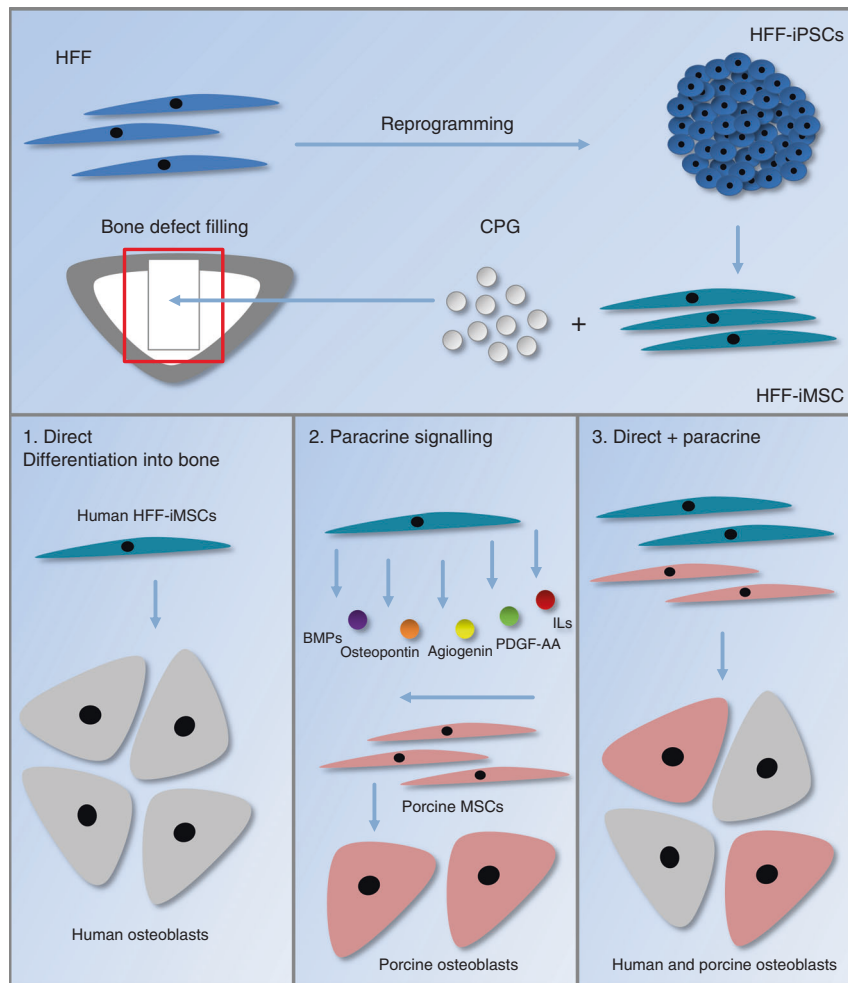 HFF
HFF-iPSCs
Reprogramming
Bone defect filling
CPG
+
HFF-iMSC
1. Direct
Differentiation into bone
Human HFF-iMSCs
Human osteoblasts
2. Paracrine signalling
BMPs
Osteopontin
Agiogenin
PDGF-AA
ILs
Porcine MSCs
Porcine osteoblasts
3. Direct + paracrine
Human and porcine osteoblasts